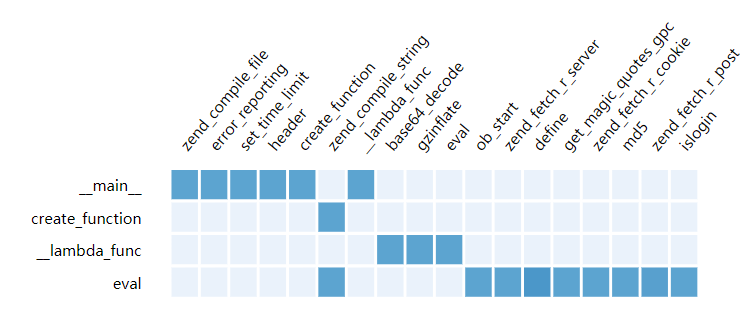 zend_compile_file
error_reporting
set_time_limit
header
create_function
zend_compile_string
__lambda_func
base64_decode
gzinflate
eval
ob_start
zend_fetch_r_server
define
get_magic_quotes_gpc
zend_fetch_r_cookie
md5
zend_fetch_r_post
islogin
__main__
create_function
__lambda_func
eval